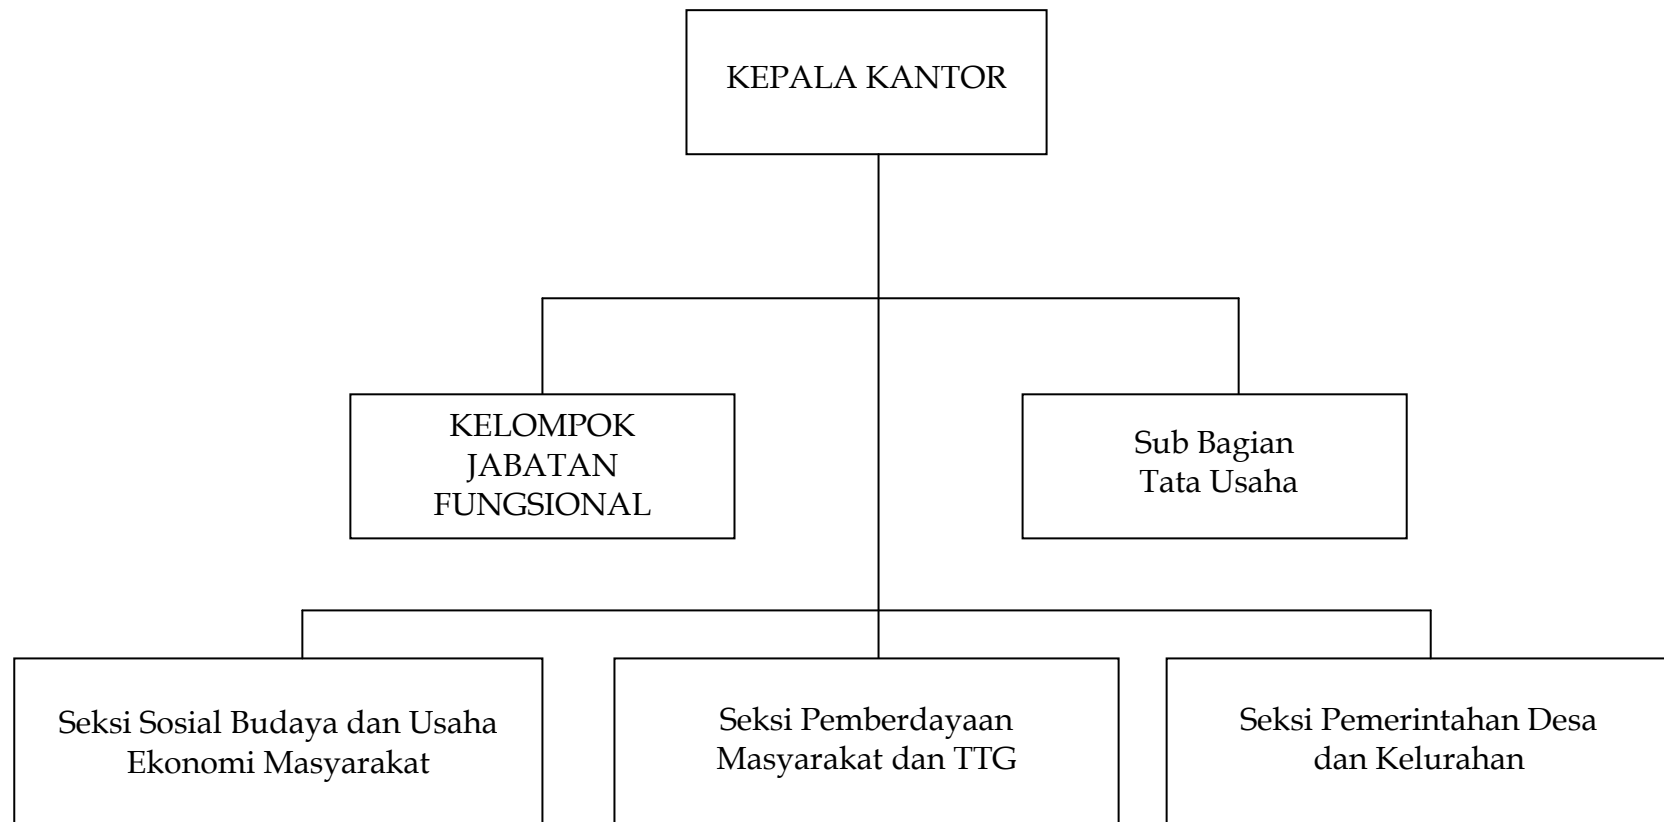 KEPALA KANTOR
KELOMPOK
JABATAN
FUNGSIONAL
Sub Bagian
Tata Usaha
Seksi Sosial Budaya dan Usaha
Ekonomi Masyarakat
Seksi Pemberdayaan
Masyarakat dan TTG
Seksi Pemerintahan Desa
dan Kelurahan